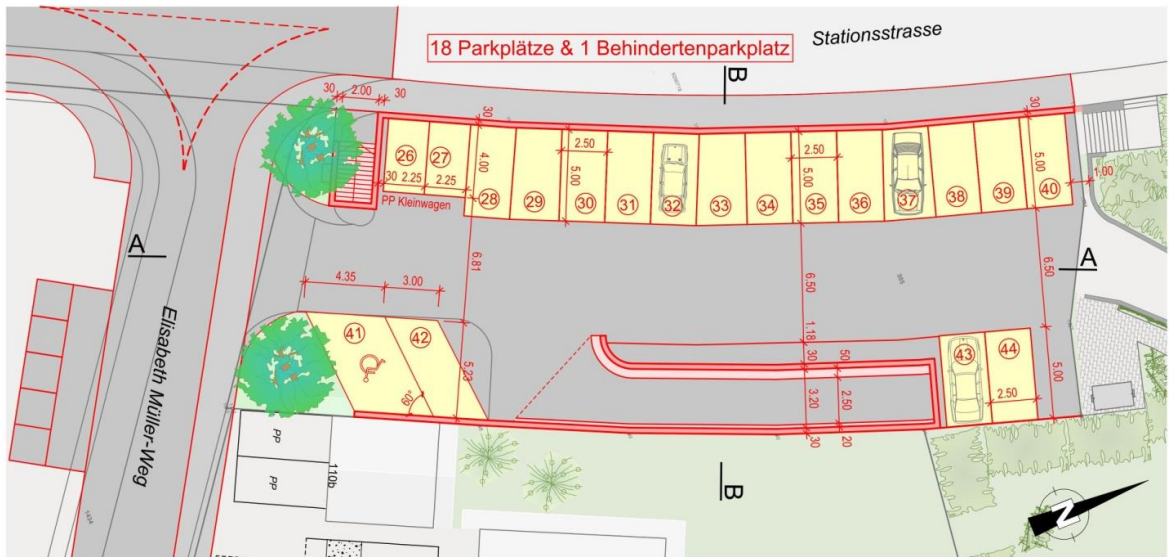 18 Parkplätze & 1 Behindertenparkplatz
Stationsstrasse
B
30 2.00 30
30
30
26 27
28 29 30 31 32 33 34 35 36 37 38 39 40
4.00
2.50
5.00
2.50
5.00
5.00
1.00
30 2.25 2.25
PP Kleinwagen
A
A
6.81
6.50
6.50
385
4.35 3.00
41 42
60°
5.23
1.18
30 50
3.20 2.50
30 20
43 44
2.50
5.00
Elisabeth Müller-Weg
PP
PP
110b
1434
B
N